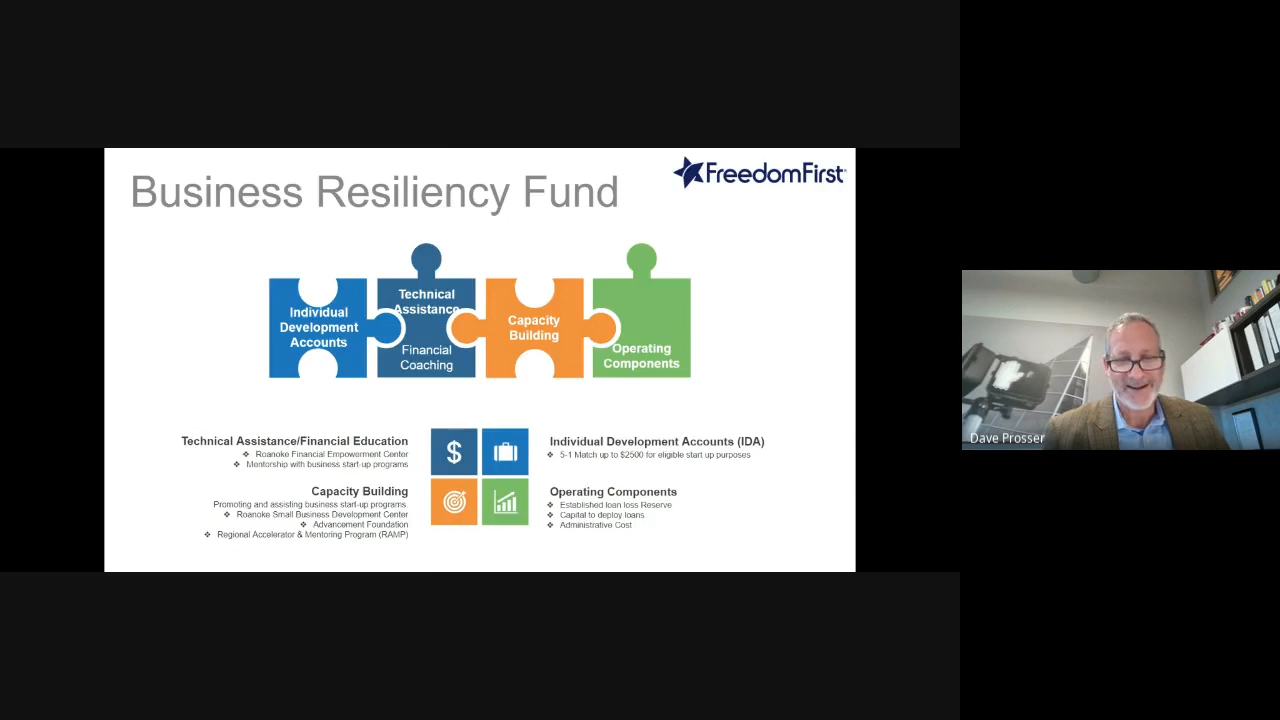 Business Resiliency Fund
FreedomFirst
Individual
Development
Accounts
Technical
Assistance
Financial
Coaching
Capacity
Building
Operating
Components
Technical Assistance/Financial Education
❖ Roanoke Financial Empowerment Center
❖ Mentorship with business start-up programs
Capacity Building
Promoting and assisting business start-up programs.
❖ Roanoke Small Business Development Center
❖ Advancement Foundation
❖ Regional Accelerator & Mentoring Program (RAMP)
$
Individual Development Accounts (IDA)
❖ 5-1 Match up to $2500 for eligible start up purposes
Operating Components
❖ Established loan loss Reserve
❖ Capital to deploy loans
❖ Administrative Cost
Dave Prosser